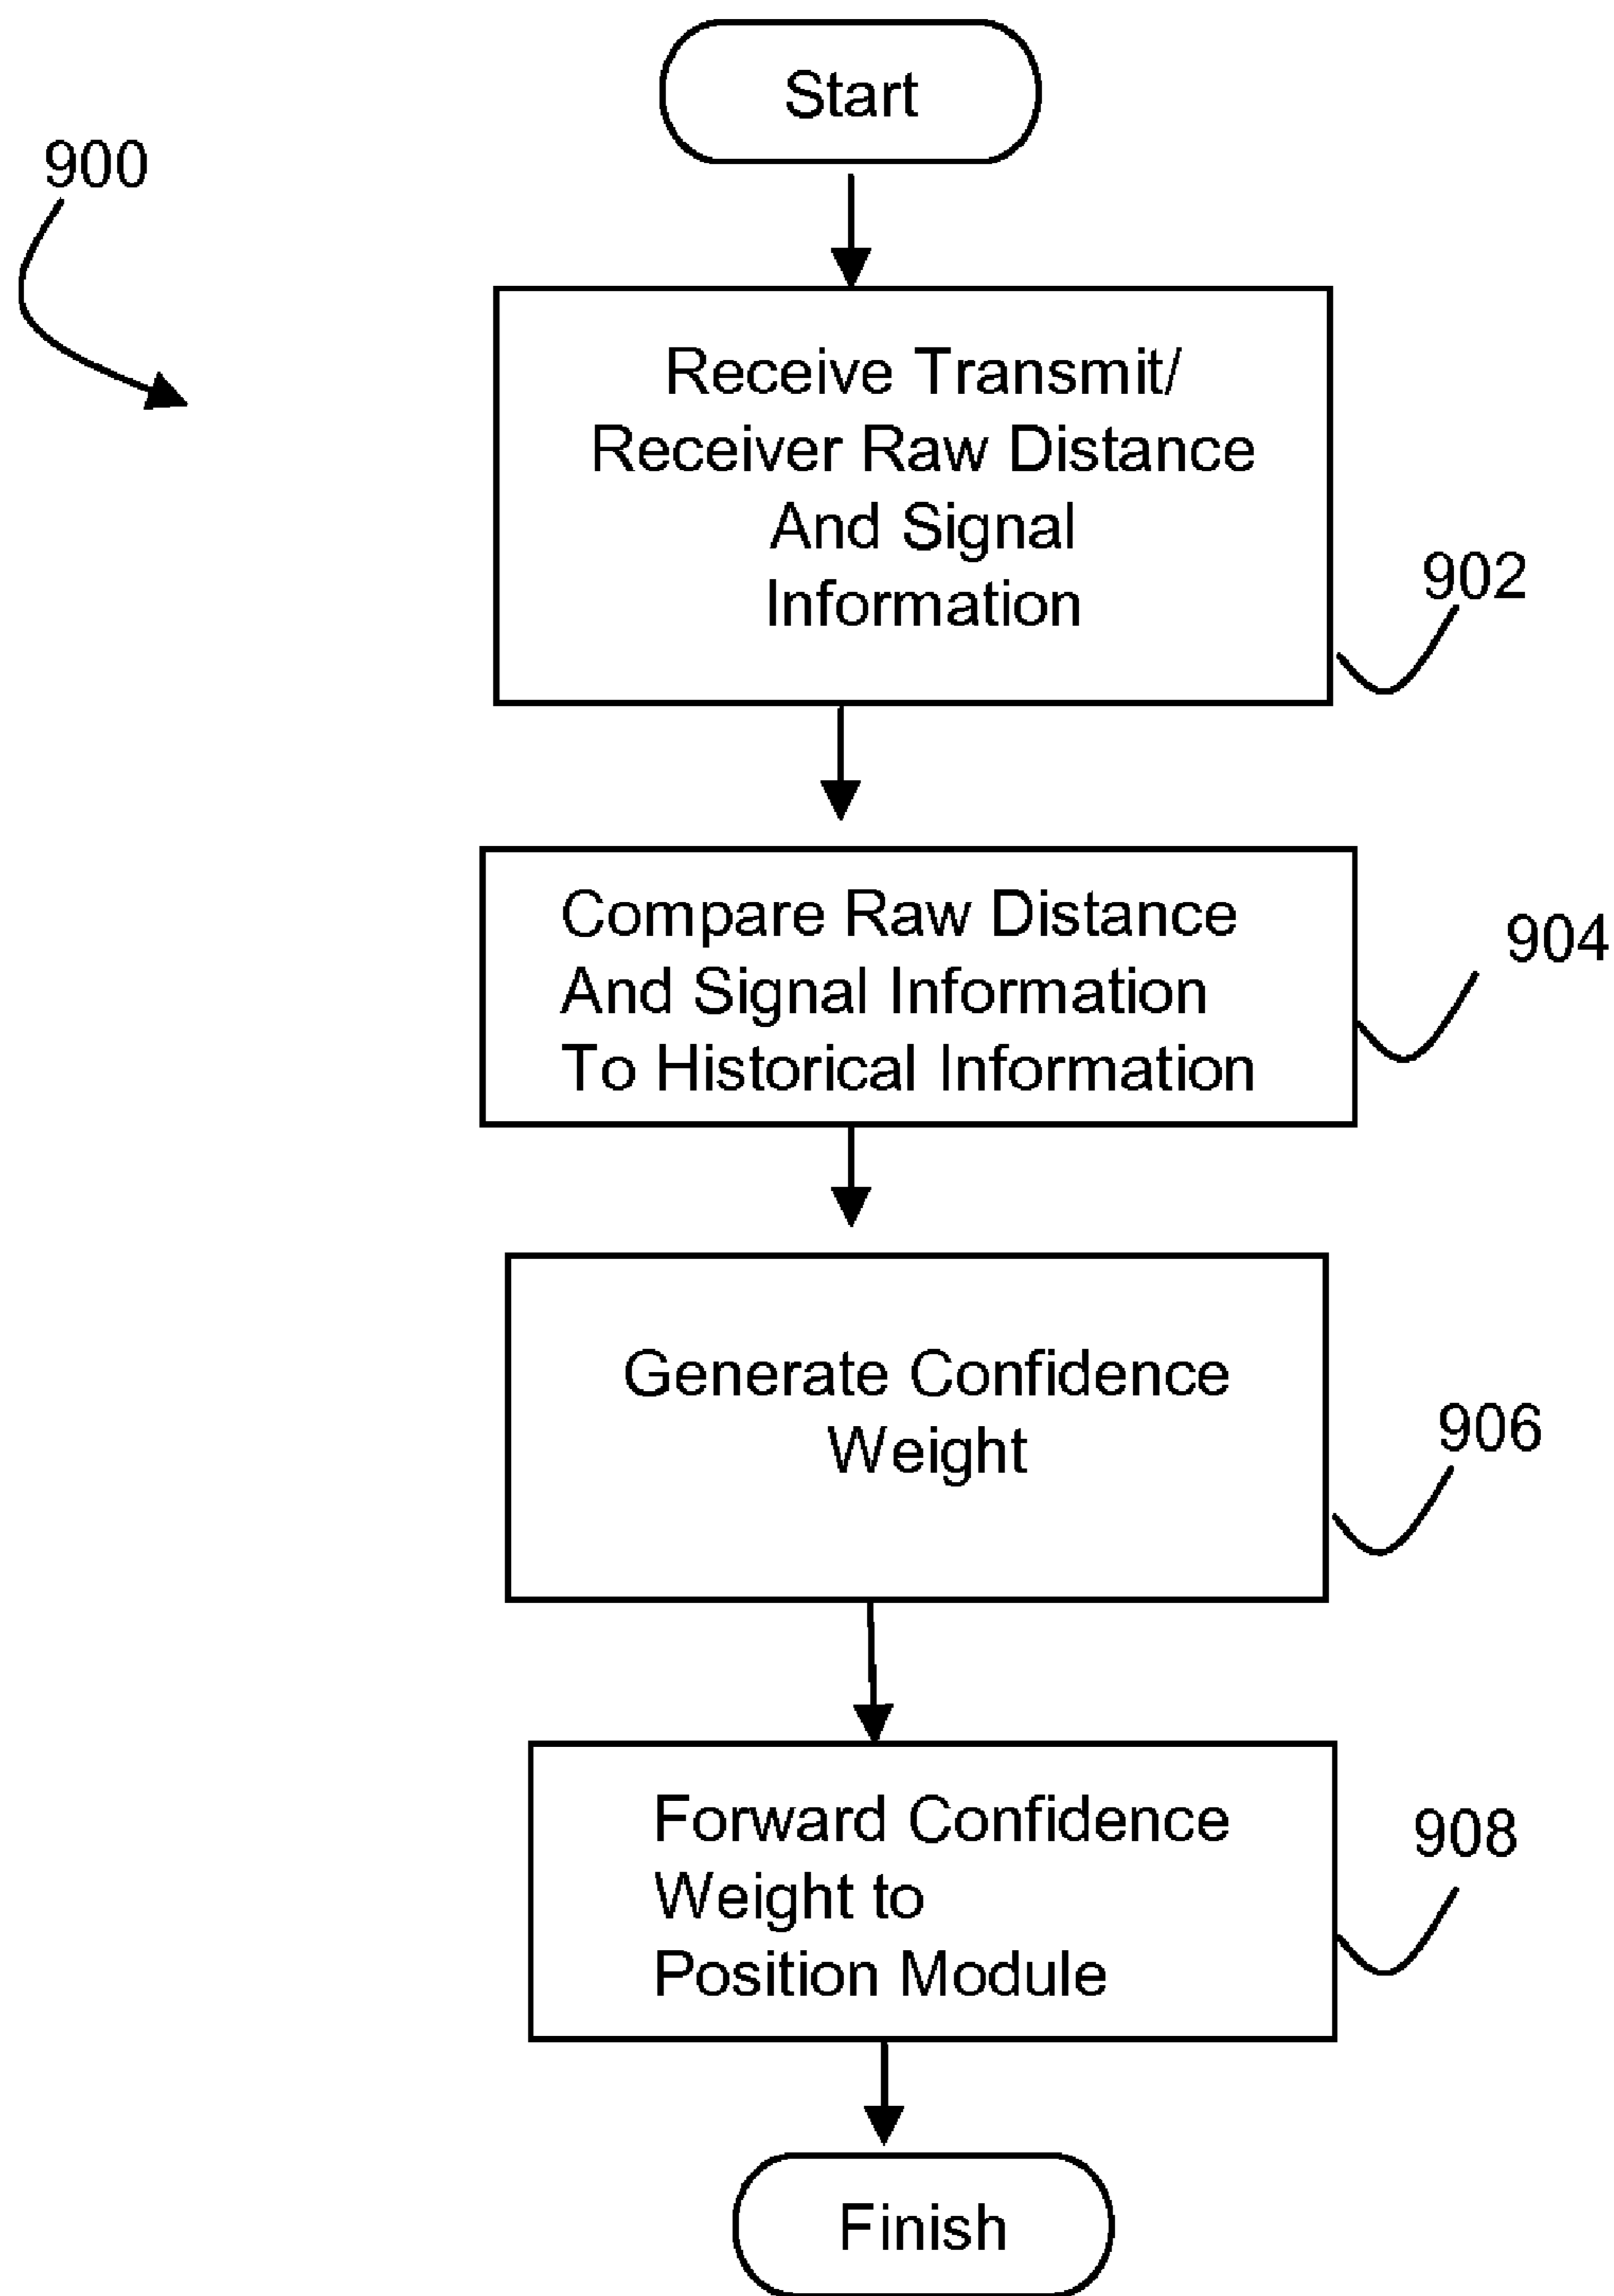 Start
900
Receive Transmit/
Receiver Raw Distance
And Signal
Information
902
Compare Raw Distance
And Signal Information
To Historical Information
904
Generate Confidence
Weight
906
Forward Confidence
Weight to
Position Module
908
Finish